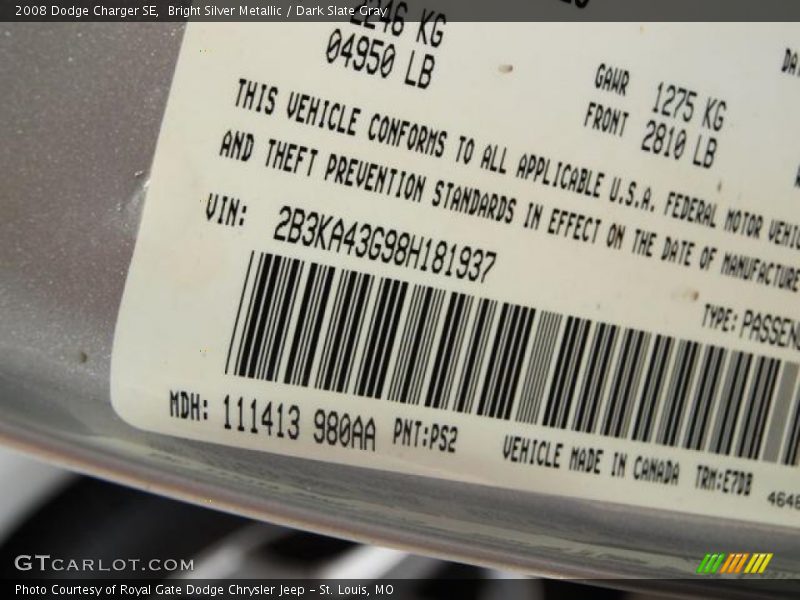 2008 Dodge Charger SE,  Bright Silver Metallic / Dark Slate Gray
2246 KG
04950 LB
GAWR 1275 KG
FRONT 2810 LB
THIS VEHICLE CONFORMS TO ALL APPLICABLE U.S.A. FEDERAL MOTOR
AND THEFT PREVENTION STANDARDS IN EFFECT ON THE DATE OF MANUFACTURE
VIN: 2B3KA43G98H181937
TYPE:
MDH: 111413 980AA PNT:PS2
VEHICLE MADE IN CANADA TRM:E7DB
GTCARLOT.COM
Photo Courtesy of Royal Gate Dodge Chrysler Jeep – St. Louis, MO